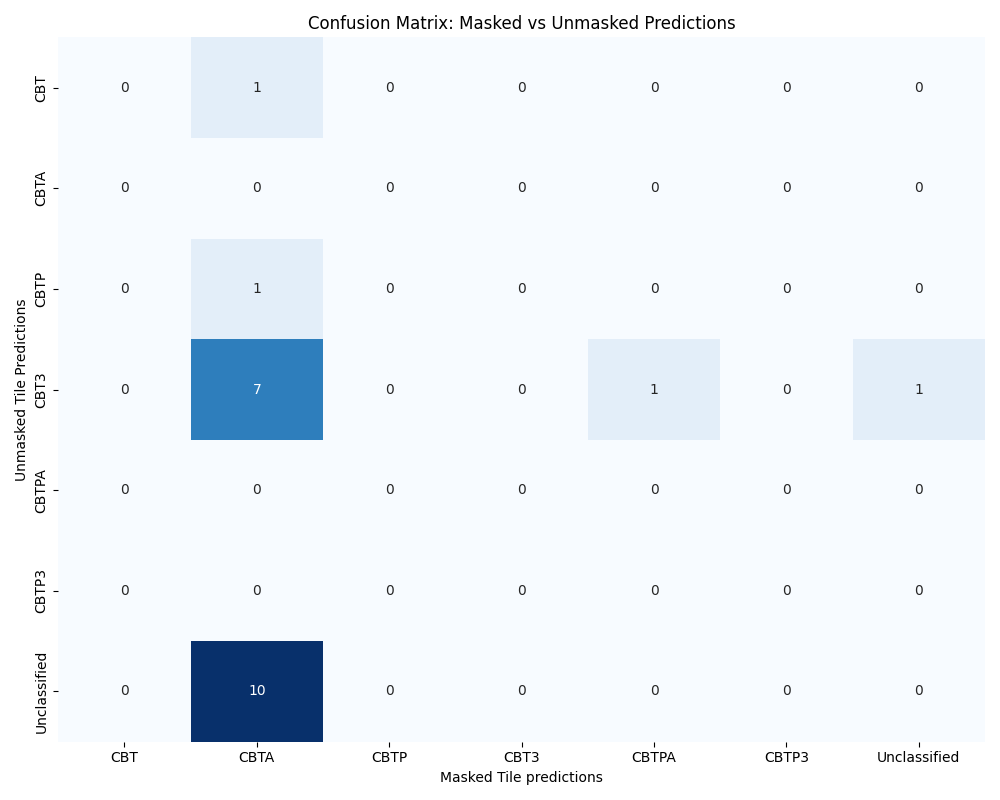 Confusion Matrix: Masked vs Unmasked Predictions
Unmasked Tile Predictions
CBT 0 1 0 0 0 0 0
CBTA 0 0 0 0 0 0 0
CBTP 0 1 0 0 0 0 0
CBT3 0 7 0 0 1 0 1
CBTPA 0 0 0 0 0 0 0
CBTP3 0 0 0 0 0 0 0
Unclassified 0 10 0 0 0 0 0
CBT CBTA CBTP CBT3 CBTPA CBTP3 Unclassified
Masked Tile predictions